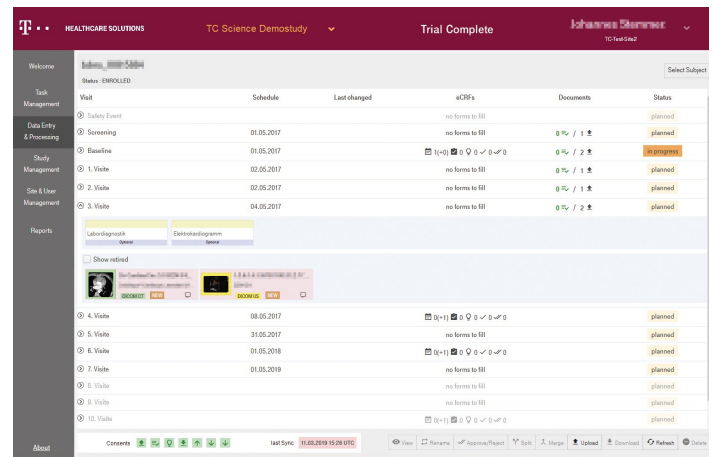 T
HEALTHCARE SOLUTIONS
TC Science Demostudy
Trial Complete
TC-Test-Site2
Welcome
Task
Management
Data Entry
& Processing
Study
Management
Site & User
Management
Reports
About
Status : ENROLLED
Select Subject
Visit Schedule Last changed eCRFs Documents Status
Safety Event no forms to fill planned
Screening 01.05.2017 no forms to fill 0 / 1 planned
Baseline 01.05.2017 1(+0) 0 0 0 0 0 / 2 in progress
1. Visite 02.05.2017 no forms to fill 0 / 1 planned
2. Visite 02.05.2017 no forms to fill 0 / 1 planned
3. Visite 04.05.2017 no forms to fill 0 / 2 planned
Labordiagnostik Elektrokardiogramm
Optional Optional
Show retired
DICOM CT NEW DICOM US NEW
4. Visite 08.05.2017 0(+1) 0 0 0 0 planned
5. Visite 31.05.2017 no forms to fill planned
6. Visite 01.05.2018 0(+1) 0 0 0 0 planned
7. Visite 01.05.2019 no forms to fill planned
8. Visite no forms to fill planned
9. Visite no forms to fill planned
10. Visite 0(+1) 0 0 0 0 planned
Consents last Sync 11.03.2019 15:26 UTC View Rename Approve/Reject Split Merge Upload Download Refresh Delete